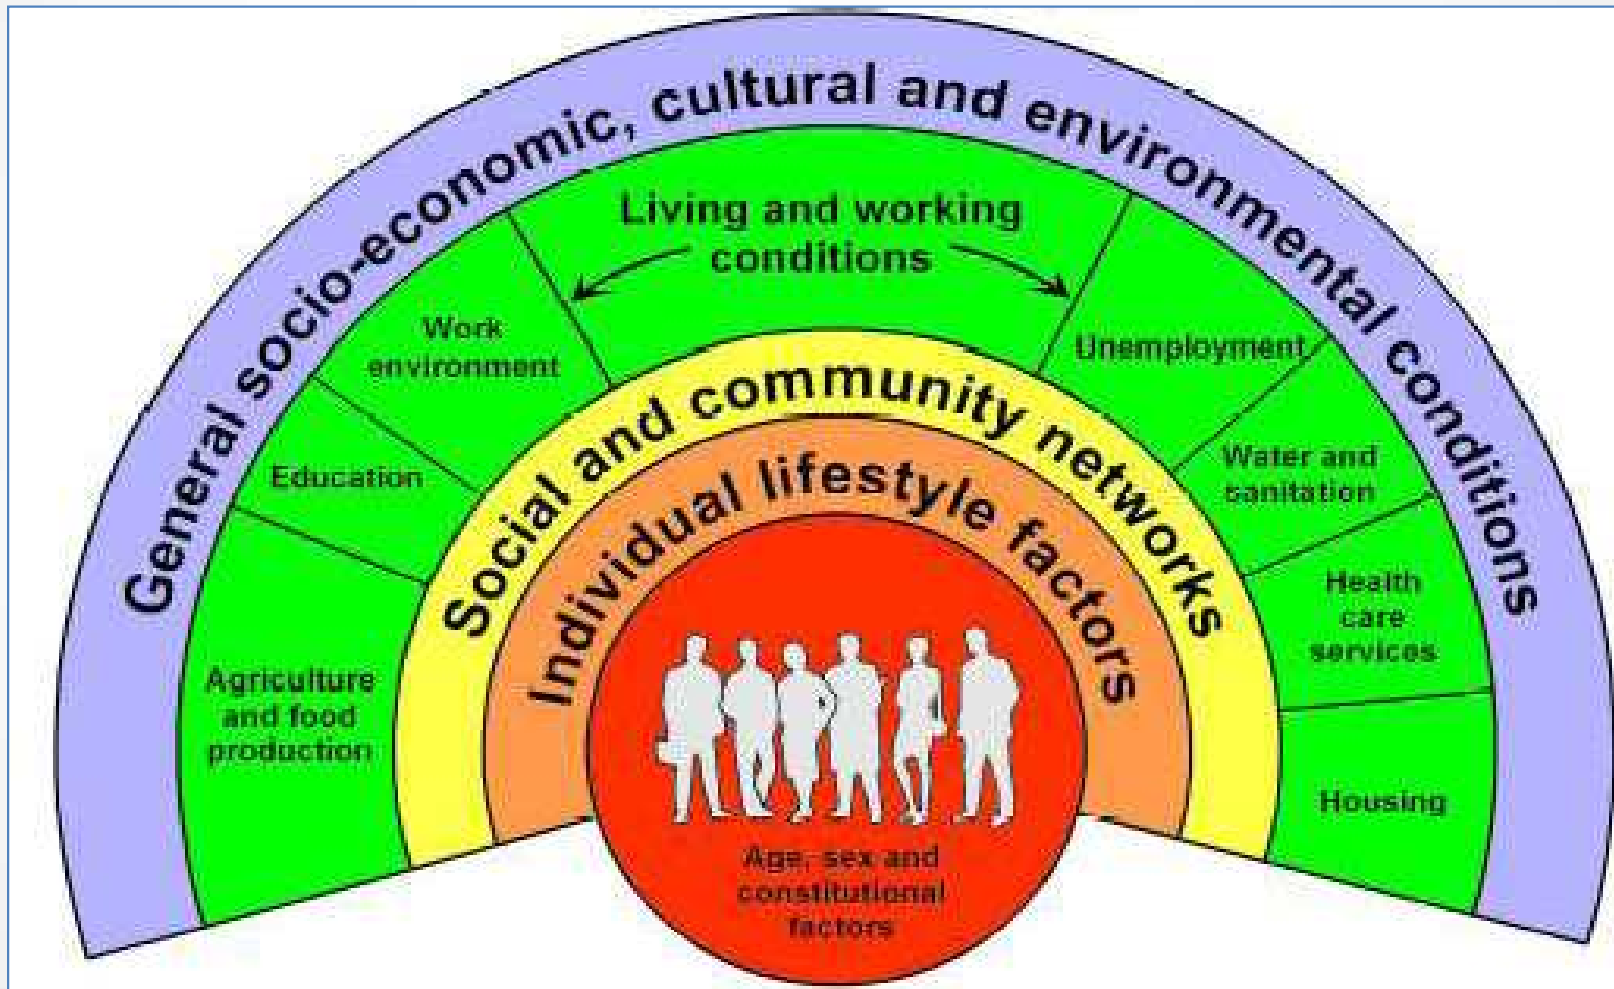 General socio-economic, cultural and environmental conditions
Living and working
conditions
Work
environment
Unemployment
Education
Water and
sanitation
Agriculture
and food
production
Health
care
services
Housing
Social and community networks
Individual lifestyle factors
Age, sex and
constitutional
factors